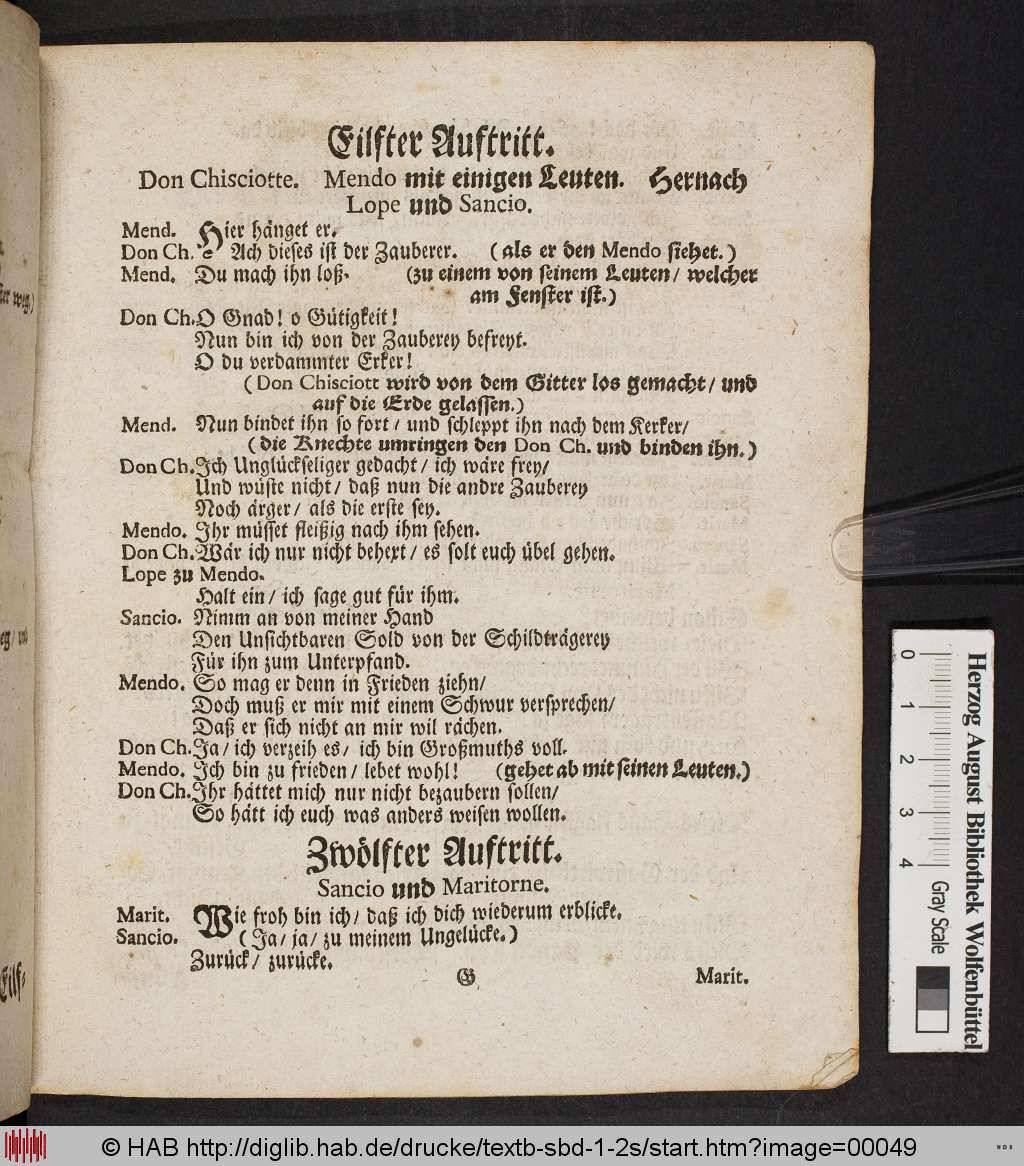 Eilfter Auftritt.
Don Chisciotte. Mendo mit einigen Leuten. Hernach
Lope und Sancio.
Mend. Hier hänget er.
Don Ch. Ach dieses ist der Zauberer. (als er den Mendo siehet.)
Mend. Du mach ihn loß. (zu einem von seinem Leuten/ welcher
am Fenster ist.)
Don Ch. O Gnad! o Gütigkeit!
Nun bin ich von der Zauberey befreyt.
O du verdammter Erker!
(Don Chisciott wird von dem Gitter los gemacht/ und
auf die Erde gelassen.)
Mend. Nun bindet ihn so fort/ und schleppt ihn nach dem Kerker/
(die Knechte umringen den Don Ch. und binden ihn.)
Don Ch. Ich Unglückseliger gedacht/ ich wäre frey/
Und wüste nicht/ daß nun die andre Zauberey
Noch ärger/ als die erste sey.
Mendo. Ihr müsset fleißig nach ihm sehen.
Don Ch. Wär ich nur nicht behext/ es solt euch übel gehen.
Lope zu Mendo.
Halt ein/ ich sage gut für ihm.
Sancio. Nimm an von meiner Hand
Den Unsichtbaren Sold von der Schildträgerey
Für ihn zum Unterpfand.
Mendo. So mag er denn in Frieden ziehn/
Doch muß er mir mit einem Schwur versprechen/
Daß er sich nicht an mir wil rächen.
Don Ch. Ja/ ich verzeih es/ ich bin Großmuths voll.
Mendo. Ich bin zu frieden/ lebet wohl! (gehet ab mit seinen Leuten.)
Don Ch. Ihr hättet mich nur nicht bezaubern sollen/
So hätt ich euch was anders weisen wollen.
Zwölfter Auftritt.
Sancio und Maritorne.
Marit. Wie froh bin ich/ daß ich dich wiederum erblicke.
Sancio. (Ja/ ja/ zu meinem Ungelücke.)
Zurück/ zurücke.
G Marit.
Herzog August Bibliothek Wolfenbüttel
0 1 2 3 4 Gray Scale
© HAB http://diglib.hab.de/drucke/textb-sbd-1-2s/start.htm?image=00049